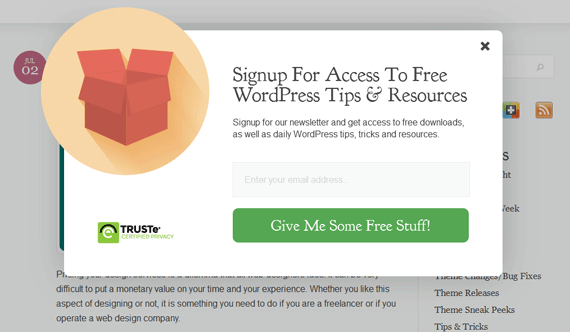 JUL
02
Signup For Access To Free
WordPress Tips & Resources
Signup for our newsletter and get access to free downloads,
as well as daily WordPress tips, tricks and resources.
Enter your email address...
Give Me Some Free Stuff!
TRUSTe
CERTIFIED PRIVACY
difficult to put a monetary value on your time and your experience. Whether you like this
aspect of designing or not, it is something you need to do if you are a freelancer or if you
operate a web design company.
Week
Theme Changes/Bug Fixes
Theme Releases
Theme Sneak Peeks
Tips & Tricks